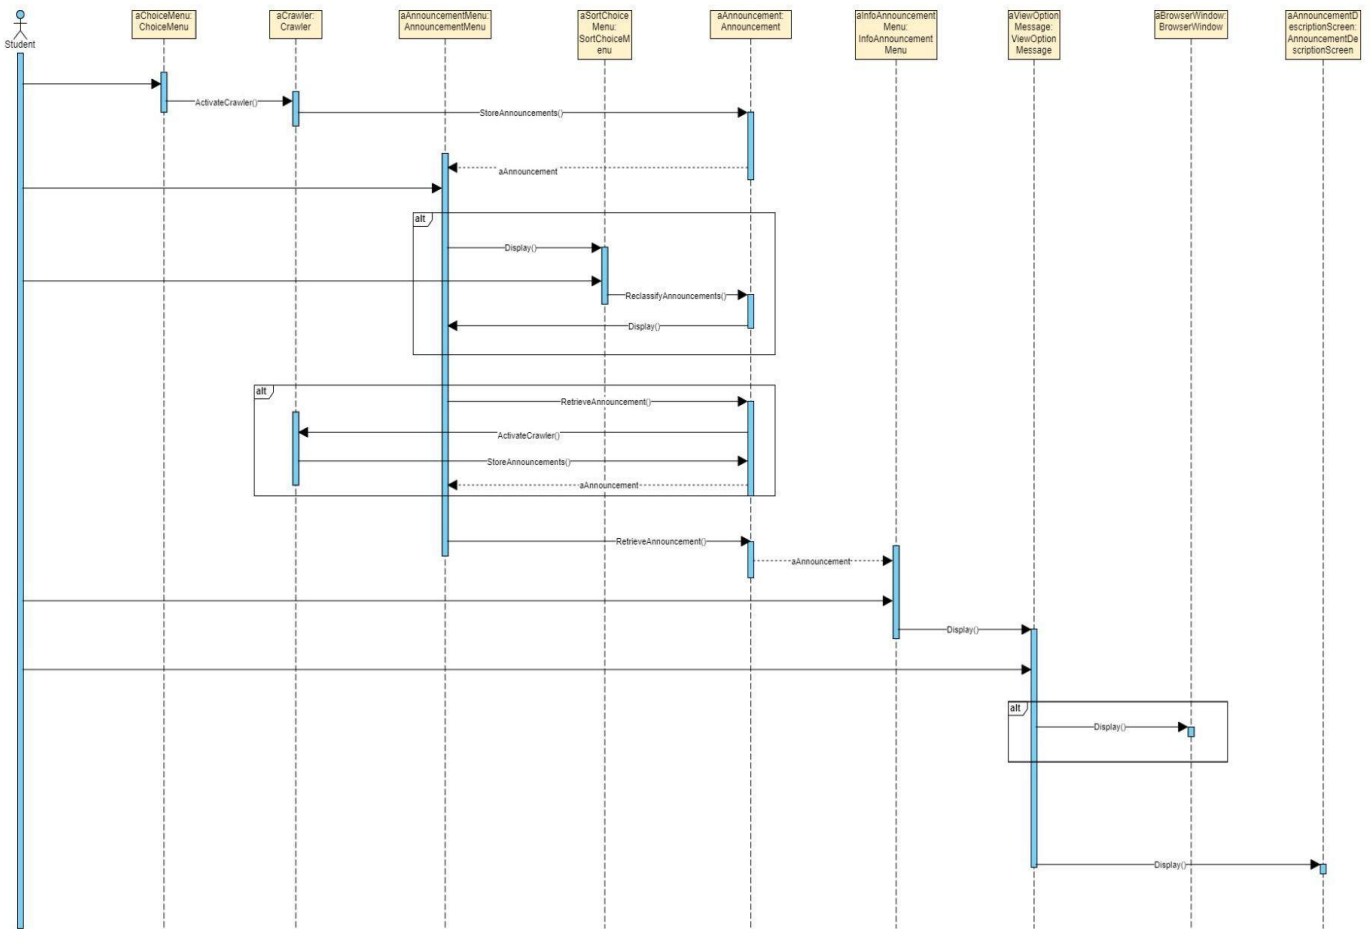 Student
aChoiceMenu:
ChoiceMenu
aCrawler:
Crawler
aAnnouncementMenu:
AnnouncementMenu
aSortChoice
Menu:
SortChoiceM
enu
aAnnouncement:
Announcement
aInfoAnnouncement
Menu:
InfoAnnouncement
Menu
aViewOption
Message:
ViewOption
Message
aBrowserWindow:
BrowserWindow
aAnnouncementD
escriptionScreen:
AnnouncementDe
scriptionScreen
ActivateCrawler()
StoreAnnouncements()
aAnnouncement
alt
Display()
ReclassifyAnnouncements()
Display()
alt
RetrieveAnnouncement()
ActivateCrawler()
StoreAnnouncements()
aAnnouncement
RetrieveAnnouncement()
aAnnouncement
Display()
alt
Display()
Display()